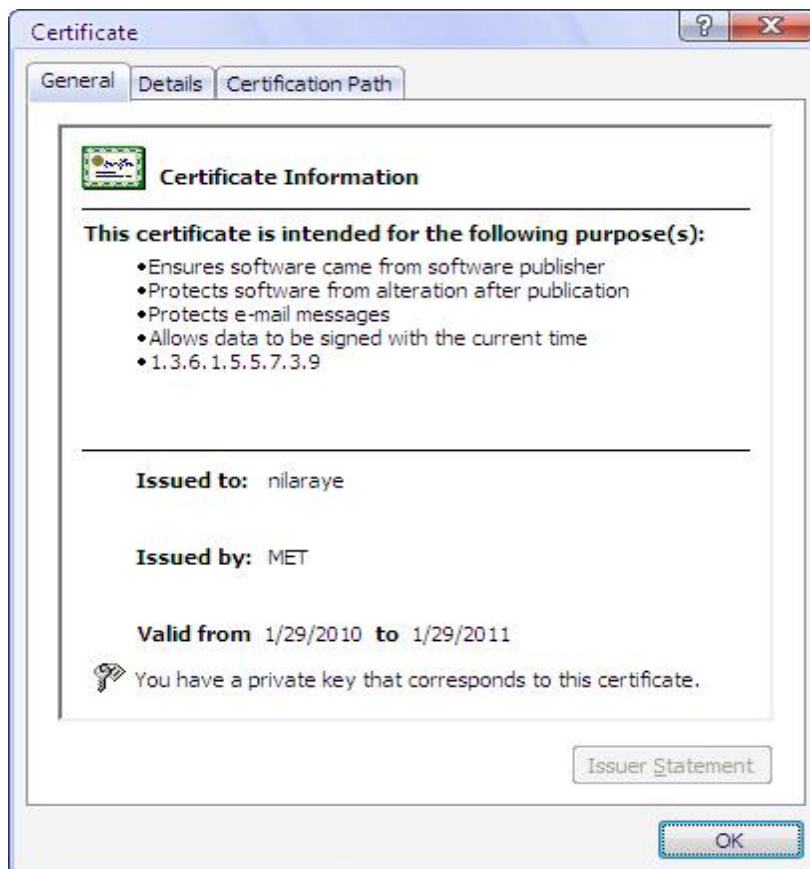 Certificate
General Details Certification Path
Certificate Information
This certificate is intended for the following purpose(s):
•Ensures software came from software publisher
•Protects software from alteration after publication
•Protects e-mail messages
•Allows data to be signed with the current time
•1.3.6.1.5.5.7.3.9
Issued to: nilaraye
Issued by: MET
Valid from 1/29/2010 to 1/29/2011
You have a private key that corresponds to this certificate.
Issuer Statement
OK